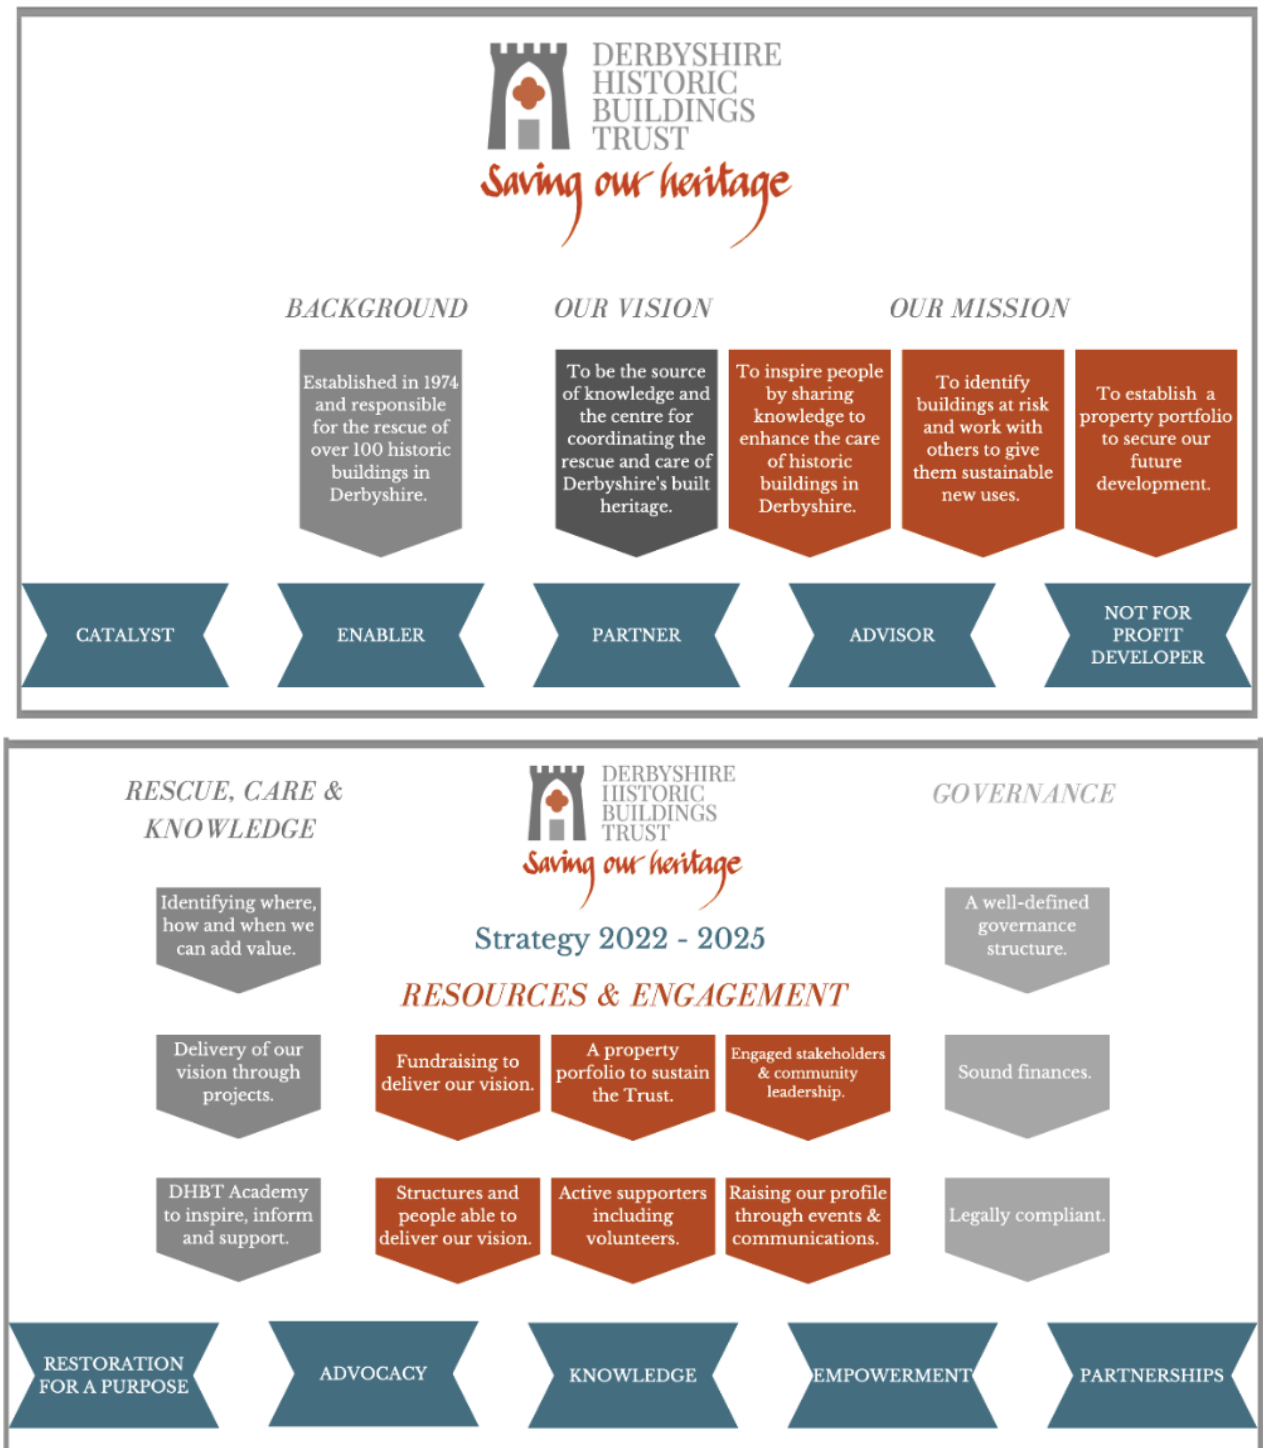 DERBYSHIRE
HISTORIC
BUILDINGS
TRUST
Saving our heritage
BACKGROUND
Established in 1974
and responsible
for the rescue of
over 100 historic
buildings in
Derbyshire.
OUR VISION
To be the source
of knowledge and
the centre for
coordinating the
rescue and care of
Derbyshire's built
heritage.
OUR MISSION
To inspire people
by sharing
knowledge to
enhance the care
of historic
buildings in
Derbyshire.
To identify
buildings at risk
and work with
others to give
them sustainable
new uses.
To establish a
property portfolio
to secure our
future
development.
CATALYST
ENABLER
PARTNER
ADVISOR
NOT FOR
PROFIT
DEVELOPER
RESCUE, CARE &
KNOWLEDGE
Identifying where,
how and when we
can add value.
Delivery of our
vision through
projects.
DHBT Academy
to inspire, inform
and support.
DERBYSHIRE
HISTORIC
BUILDINGS
TRUST
Saving our heritage
Strategy 2022 - 2025
RESOURCES & ENGAGEMENT
Fundraising to
deliver our vision.
A property
porfolio to sustain
the Trust.
Engaged stakeholders
& community
leadership.
Structures and
people able to
deliver our vision.
Active supporters
including
volunteers.
Raising our profile
through events &
communications.
GOVERNANCE
A well-defined
governance
structure.
Sound finances.
Legally compliant.
RESTORATION
FOR A PURPOSE
ADVOCACY
KNOWLEDGE
EMPOWERMENT
PARTNERSHIPS